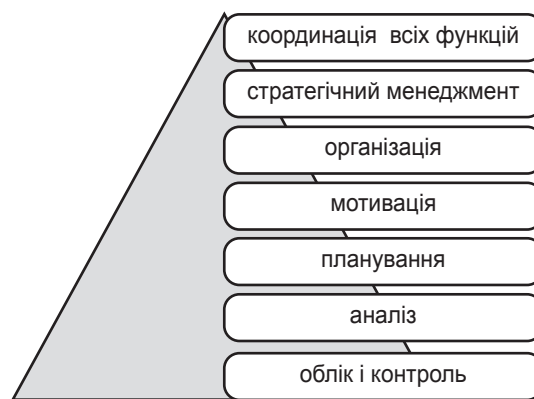 координація всіх функцій
стратегічний менеджмент
організація
мотивація
планування
аналіз
облік і контроль